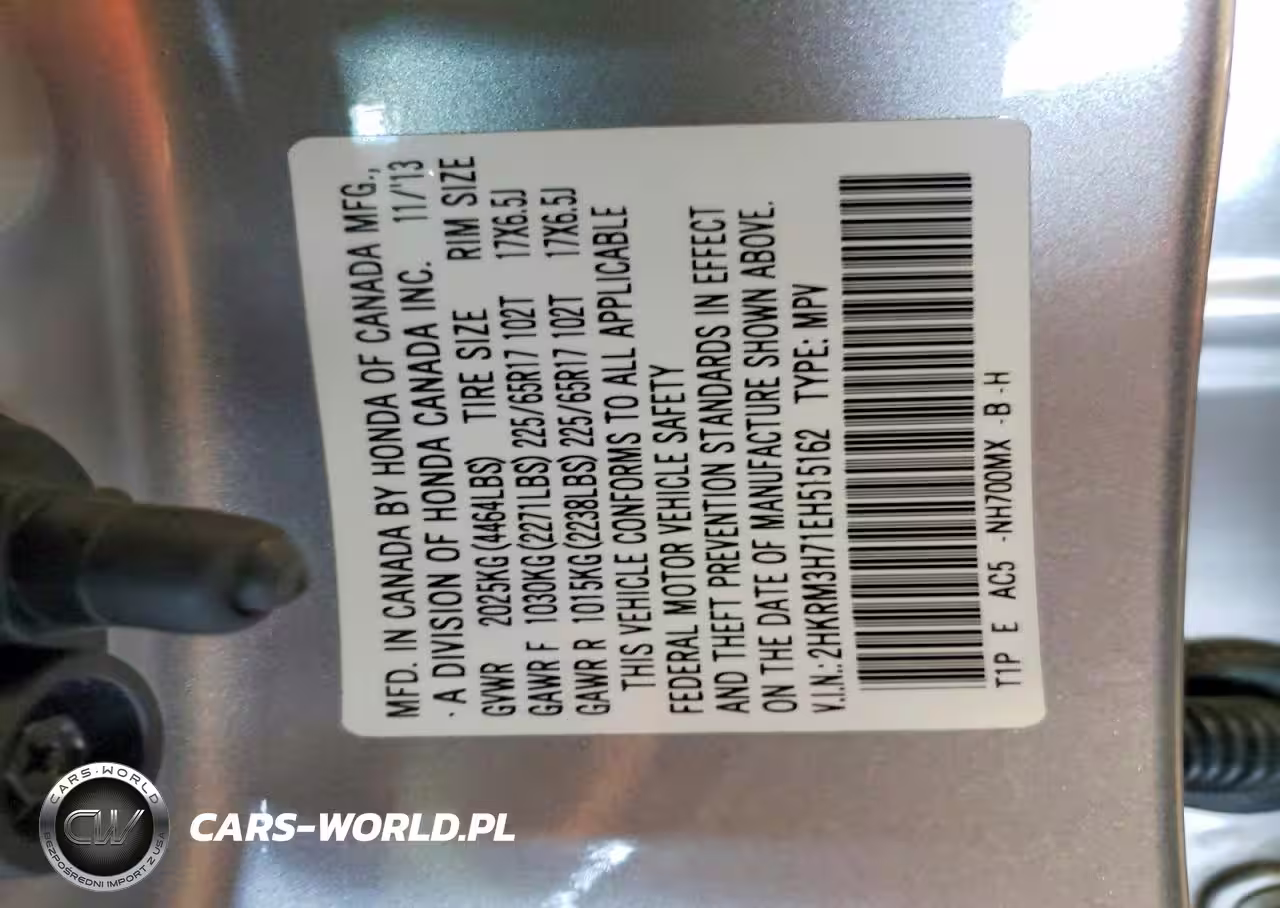 MFD. IN CANADA BY HONDA OF CANADA MFG.,
· A DIVISION OF HONDA CANADA INC. 11/'13
GVWR 2025KG (4464LBS) TIRE SIZE RIM SIZE
GAWR F 1030KG (2271LBS) 225/65R17 102T 17X6.5J
GAWR R 1015KG (2238LBS) 225/65R17 102T 17X6.5J
THIS VEHICLE CONFORMS TO ALL APPLICABLE
FEDERAL MOTOR VEHICLE SAFETY
AND THEFT PREVENTION STANDARDS IN EFFECT
ON THE DATE OF MANUFACTURE SHOWN ABOVE.
V.I.N.: 2HKRM3H71EH515162 TYPE: MPV
T1P E AC5 -NH700MX -B -H
CARS-WORLD
CW
BEZPOŚREDNI IMPORT Z USA
CARS-WORLD.PL